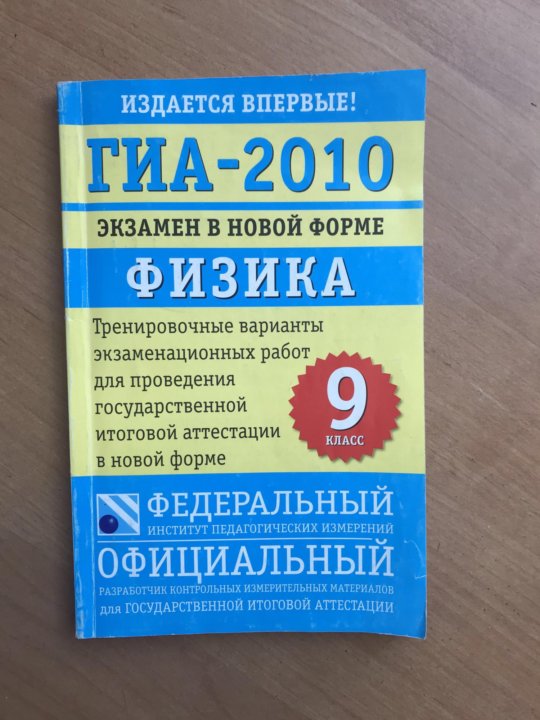 ИЗДАЕТСЯ ВПЕРВЫЕ!
ГИА-2010
ЭКЗАМЕН В НОВОЙ ФОРМЕ
ФИЗИКА
Тренировочные варианты
экзаменационных работ
для проведения
государственной
итоговой аттестации
в новой форме
9
КЛАСС
ФЕДЕРАЛЬНЫЙ
ИНСТИТУТ ПЕДАГОГИЧЕСКИХ ИЗМЕРЕНИЙ
ОФИЦИАЛЬНЫЙ
РАЗРАБОТЧИК КОНТРОЛЬНЫХ ИЗМЕРИТЕЛЬНЫХ МАТЕРИАЛОВ
для ГОСУДАРСТВЕННОЙ ИТОГОВОЙ АТТЕСТАЦИИ